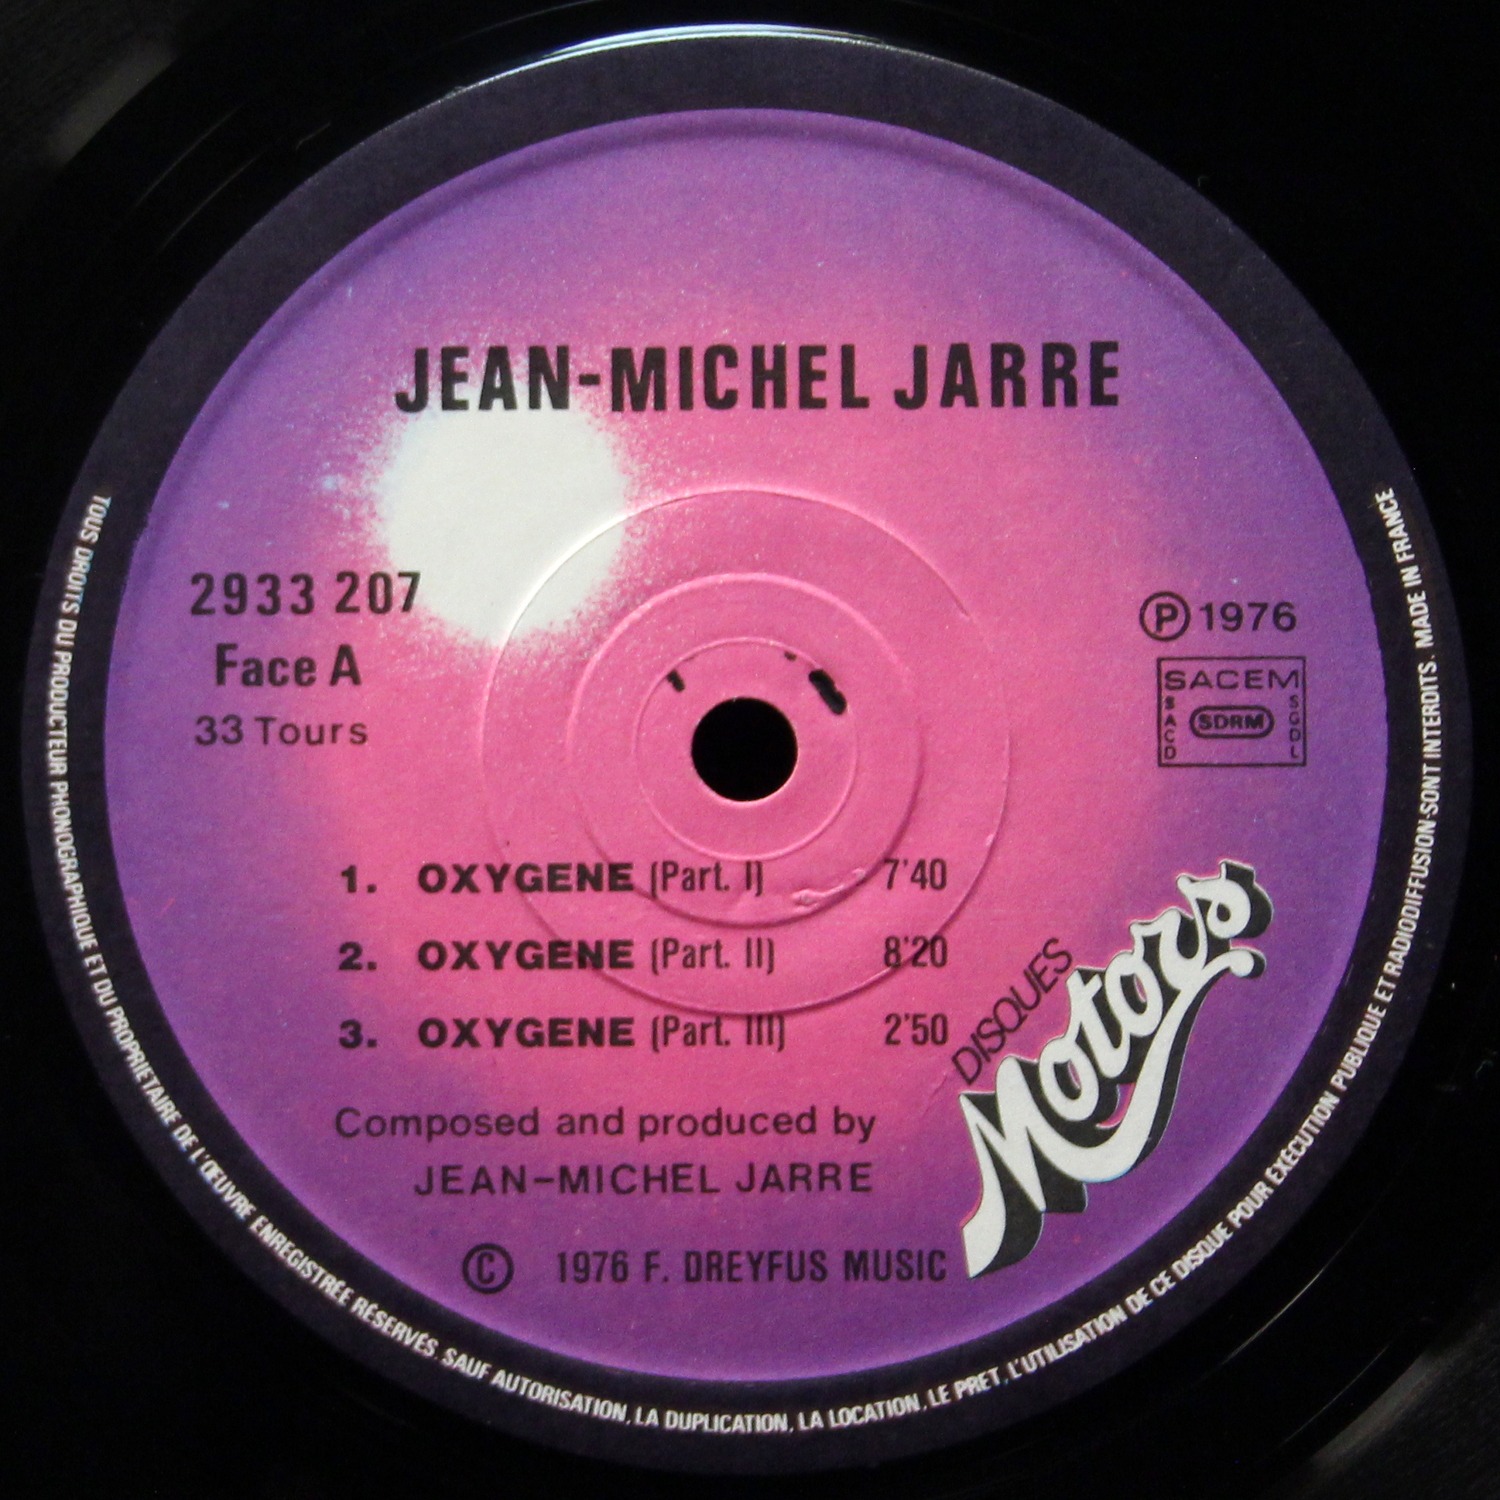 JEAN-MICHEL JARRE
2933 207
Face A
33 Tours
Ⓟ 1976
SACEM
SACD
SDRM
SGDL
1. OXYGENE (Part. I) 7'40
2. OXYGENE (Part. II) 8'20
3. OXYGENE (Part. III) 2'50
Composed and produced by
JEAN-MICHEL JARRE
© 1976 F. DREYFUS MUSIC
DISQUES
Motors
TOUS DROITS DU PRODUCTEUR PHONOGRAPHIQUE ET DU PROPRIETAIRE DE L'ŒUVRE ENREGISTRÉE RÉSERVÉS. SAUF AUTORISATION, LA DUPLICATION, LA LOCATION, LE PRET, L'UTILISATION DE CE DISQUE POUR EXECUTION PUBLIQUE ET RADIODIFFUSION-SONT INTERDITS. MADE IN FRANCE